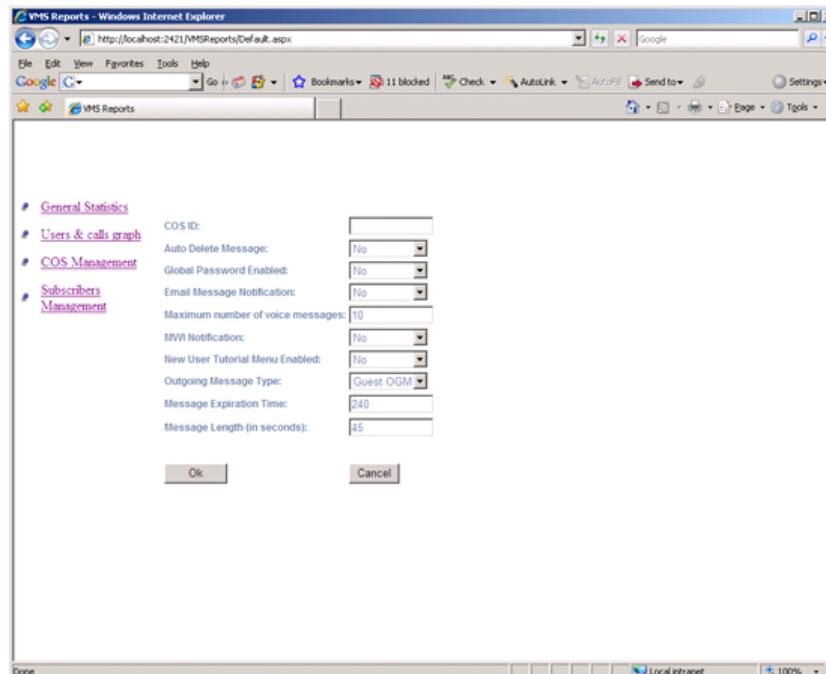 VMS Reports - Windows Internet Explorer
http://localhost:2421/VMSReports/Default.aspx
Google
File Edit View Favorites Tools Help
Google G Go Bookmarks 11 blocked Check AutoLink AutoFill Send to Settings
VMS Reports Page Tools
General Statistics
Users & calls graph
COS Management
Subscribers
Management
COS ID:
Auto Delete Message: No
Global Password Enabled: No
Email Message Notification: No
Maximum number of voice messages: 10
MWI Notification: No
New User Tutorial Menu Enabled: No
Outgoing Message Type: Guest OGM
Message Expiration Time: 240
Message Length (in seconds): 45
Ok Cancel
Done Local intranet 100%